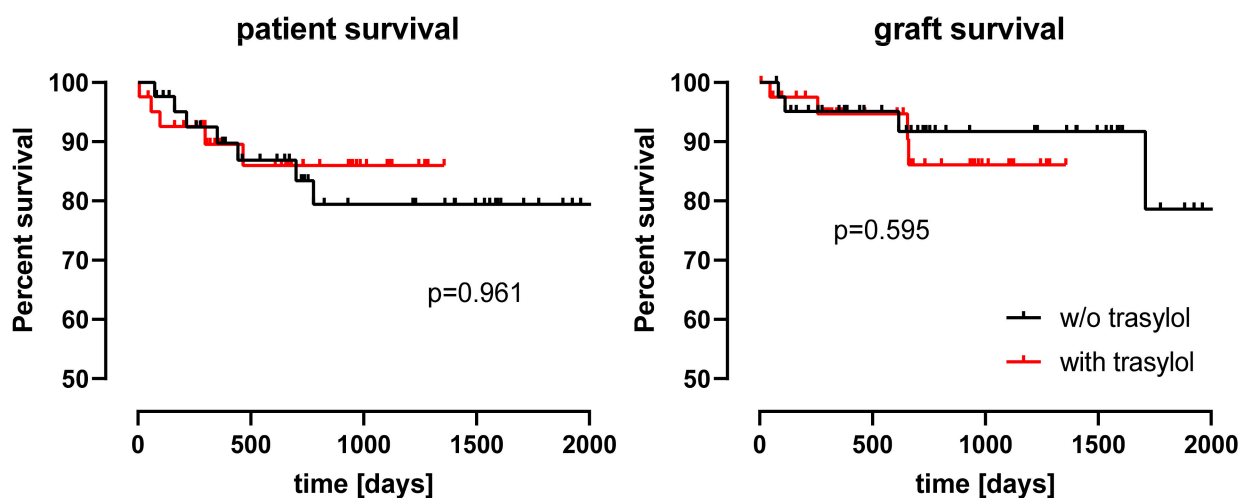 patient survival
Percent survival
100
90
80
70
60
50
p=0.961
0 500 1000 1500 2000
time [days]
graft survival
Percent survival
100
90
80
70
60
50
p=0.595
w/o trasylol
with trasylol
0 500 1000 1500 2000
time [days]